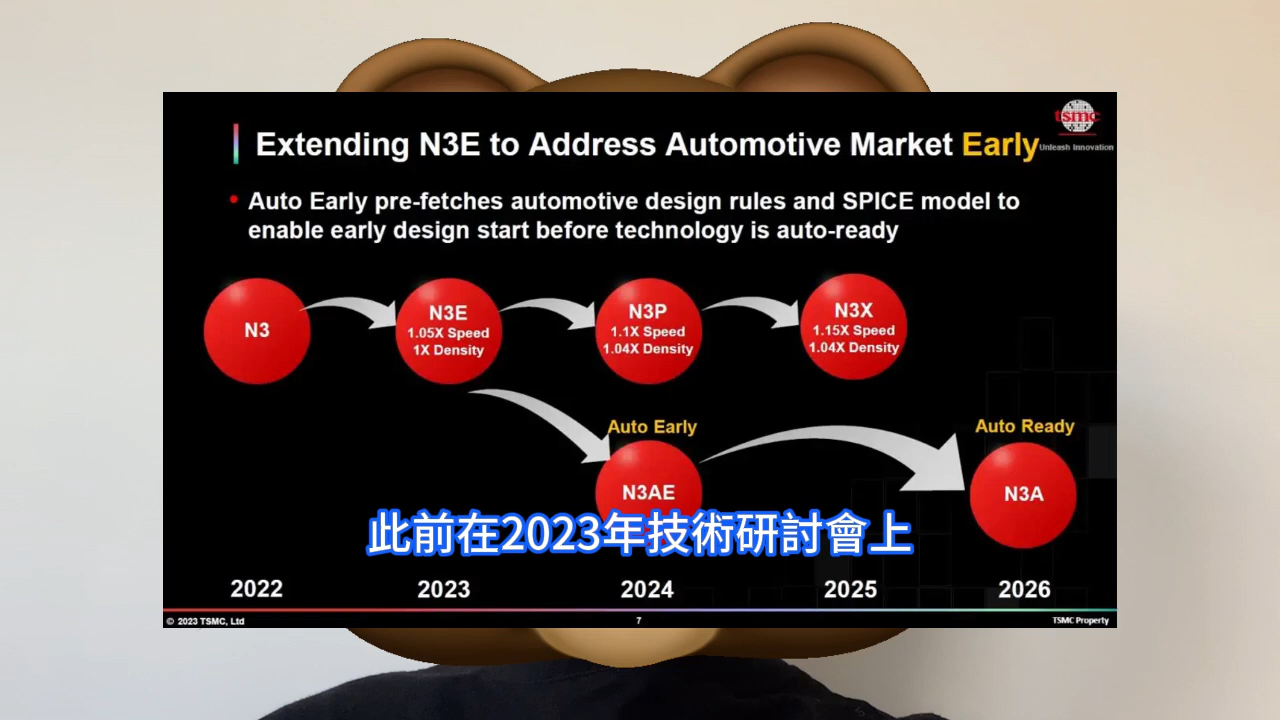 tsmc
Unleash Innovation
Extending N3E to Address Automotive Market Early
• Auto Early pre-fetches automotive design rules and SPICE model to
enable early design start before technology is auto-ready
N3
N3E
1.05X Speed
1X Density
N3P
1.1X Speed
1.04X Density
N3X
1.15X Speed
1.04X Density
Auto Early
N3AE
Auto Ready
N3A
此前在2023年技術研討會上
2022
2023
2024
2025
2026
© 2023 TSMC, Ltd
7
TSMC Property